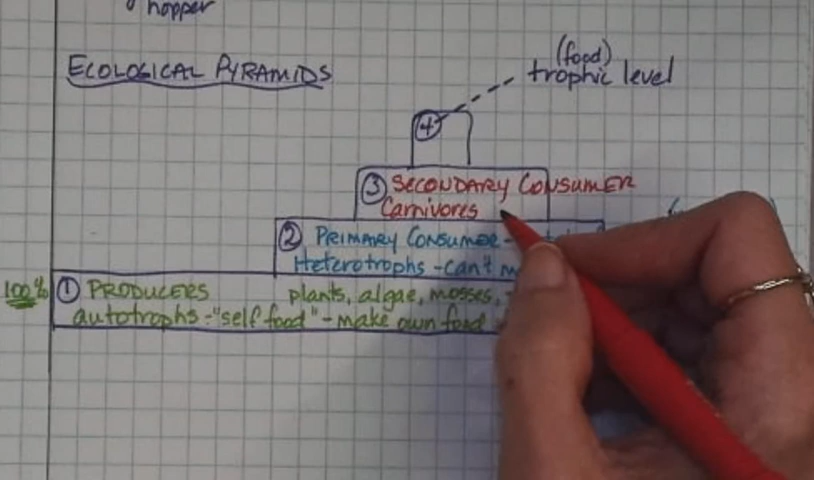 hopper
ECOLOGICAL PYRAMIDS
(food)
trophic level
4
3 SECONDARY CONSUMER
Carnivores
2 PRIMARY CONSUMER -
Heterotrophs - can't
100% 1 PRODUCERS plants, algae, mosses,
autotrophs - "self food" - make own food